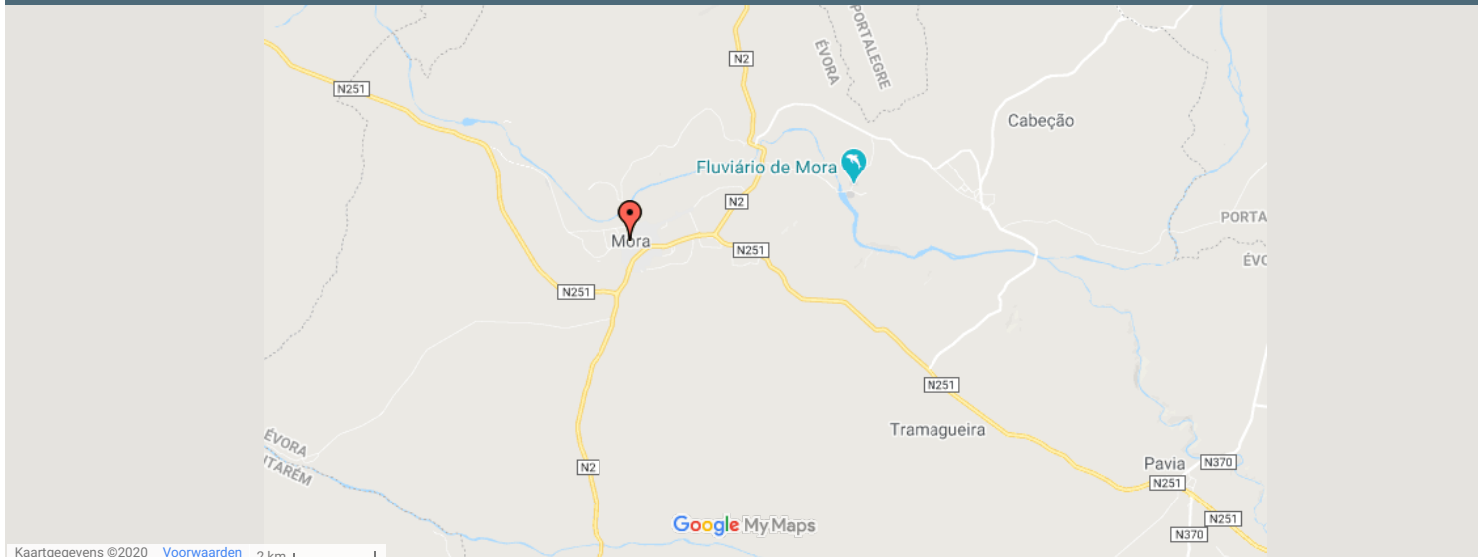 PORTALEGRE
ÉVORA
N2
N251
Cabeção
Fluviário de Mora
N2
PORTA
Mora
N251
ÉVO
N251
N251
Tramagueira
ÉVORA
NTARÉM
Pavia
N370
N2
N251
N251
Google My Maps
N370
Kaartgegevens ©2020 Voorwaarden 2 km